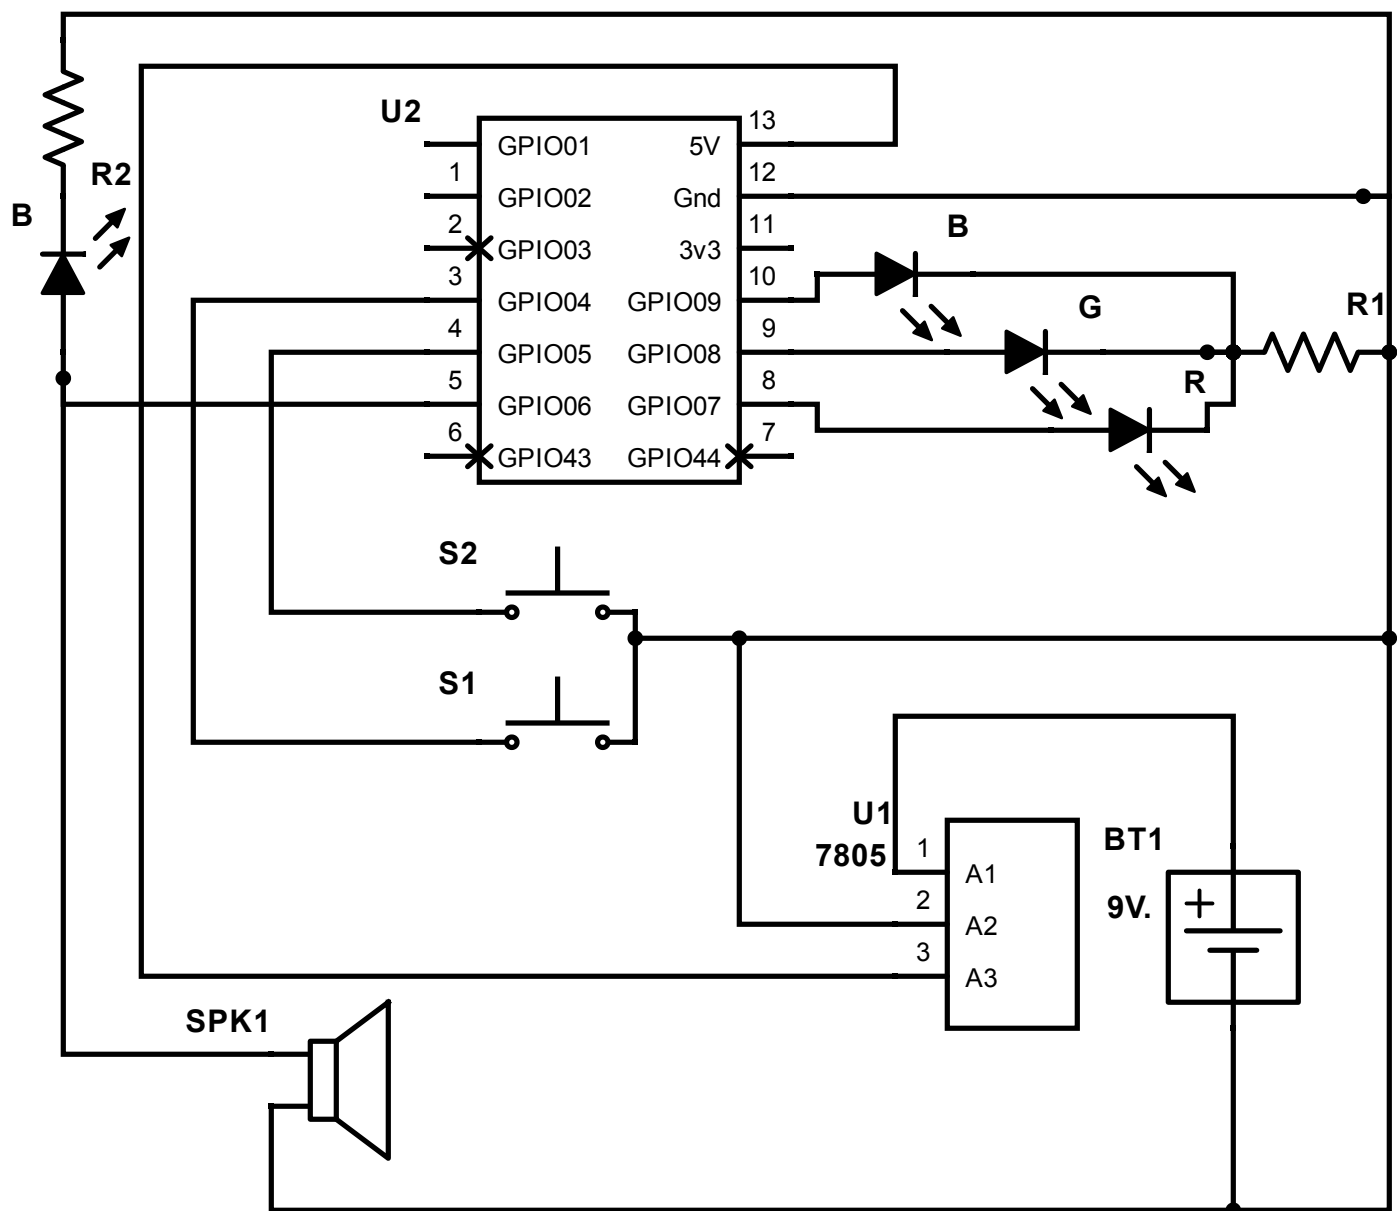 U2
13
GPIO01 5V
1 12
R2
GPIO02 Gnd
B
2 11
B
GPIO03 3v3
3 10
GPIO04 GPIO09
G
R1
4 9
GPIO05 GPIO08
5 8
R
GPIO06 GPIO07
6 7
GPIO43 GPIO44
S2
S1
U1
7805
1
BT1
A1
2
9V.
+
A2
3
A3
SPK1